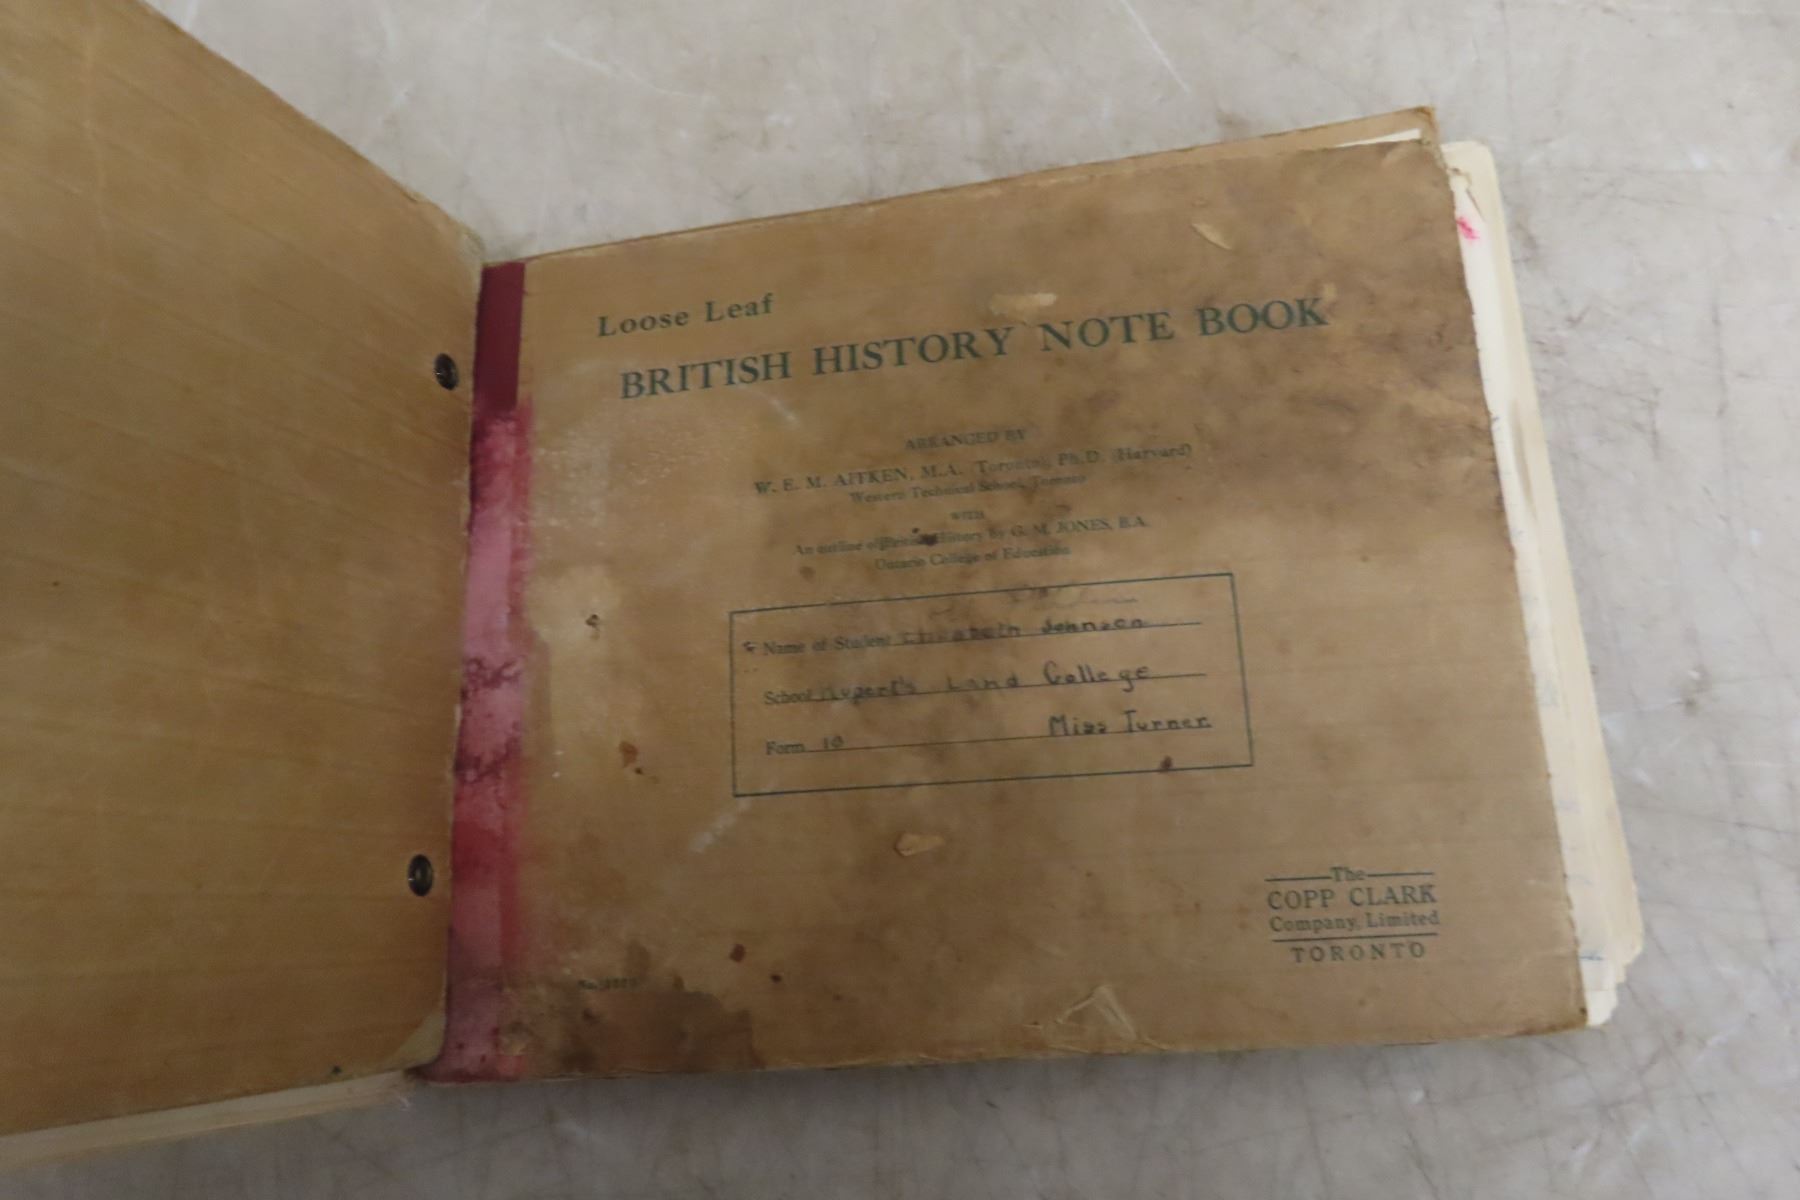 Loose Leaf
BRITISH HISTORY NOTE BOOK
ARRANGED BY
W. E. M. AITKEN, M.A. (Toronto), Ph.D. (Harvard)
Western Technical School, Toronto
WITH
An outline of British History by G. M. JONES, B.A.
Ontario College of Education
Name of Student Elizabeth Johnson
School Rupert's Land College
Form 10 Miss Turner
The
COPP CLARK
Company, Limited
TORONTO